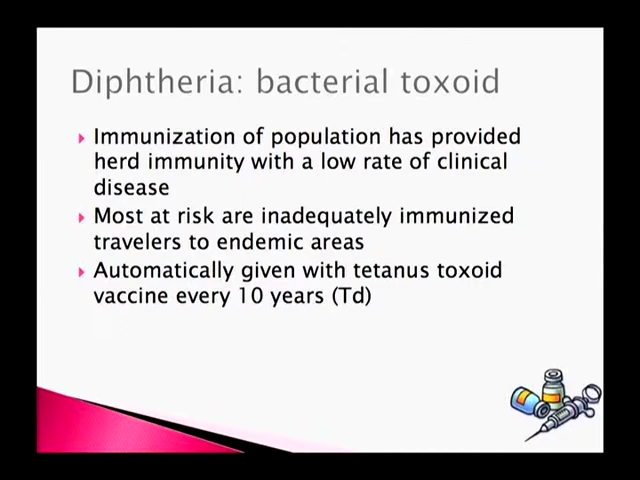 Diphtheria: bacterial toxoid
Immunization of population has provided
herd immunity with a low rate of clinical
disease
Most at risk are inadequately immunized
travelers to endemic areas
Automatically given with tetanus toxoid
vaccine every 10 years (Td)